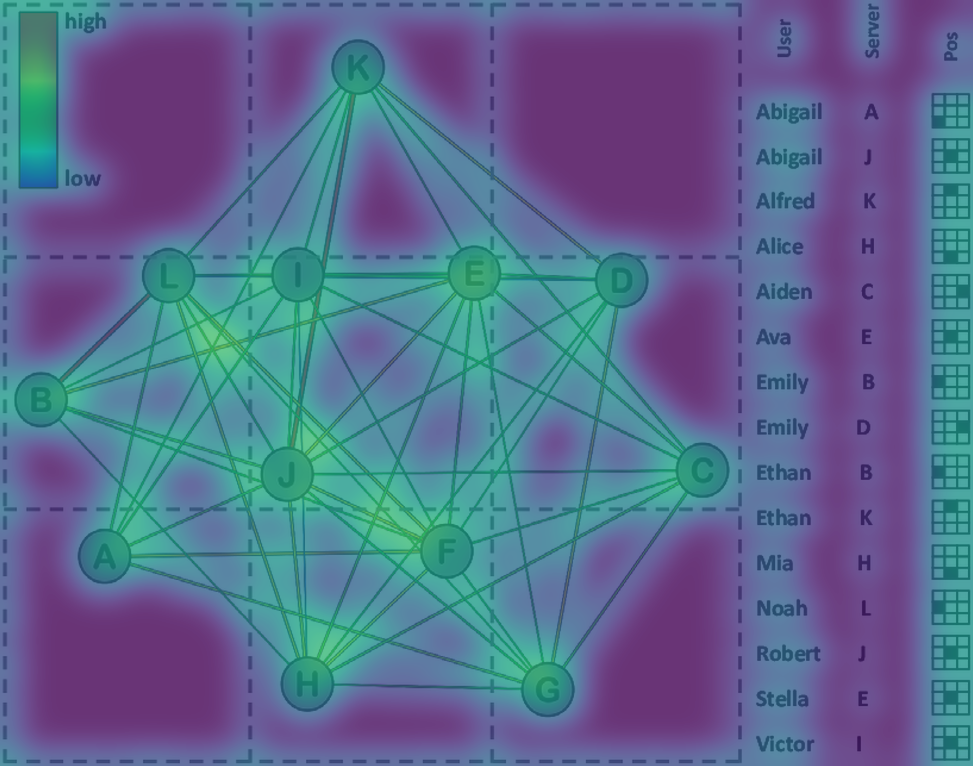 high
low
K
L
I
E
D
B
J
C
A
F
H
G
User Server Pos
Abigail A
Abigail J
Alfred K
Alice H
Aiden C
Ava E
Emily B
Emily D
Ethan B
Ethan K
Mia H
Noah L
Robert J
Stella E
Victor I